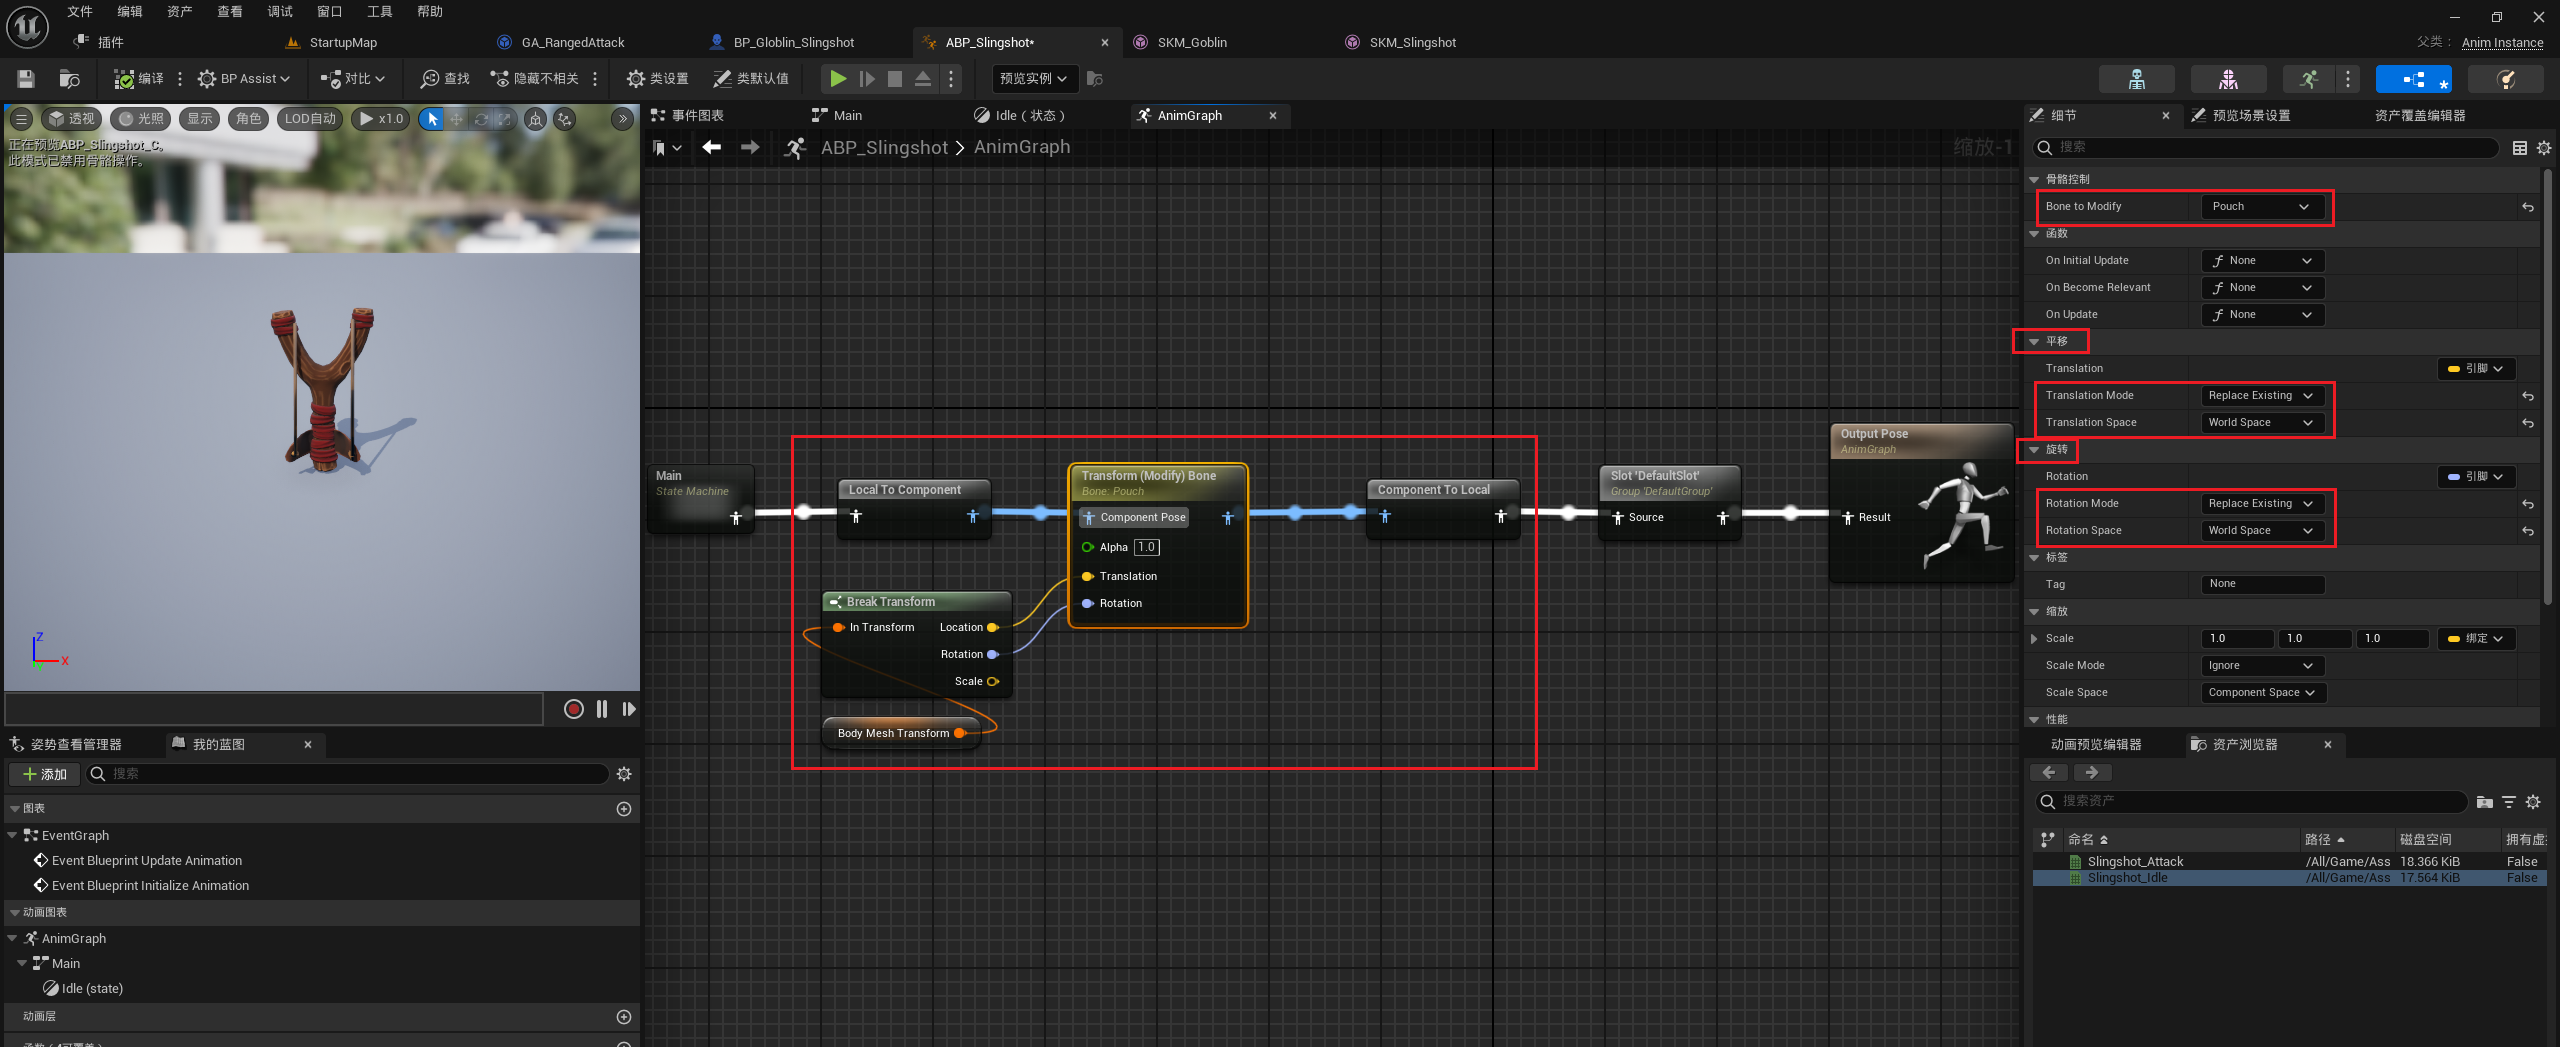 文件 编辑 资产 查看 调试 窗口 工具 帮助
插件 StartupMap GA_RangedAttack BP_Globlin_Slingshot ABP_Slingshot* SKM_Goblin SKM_Slingshot
父类： Anim Instance
编译 BP Assist 对比 查找 隐藏不相关 类设置 类默认值 预览实例
透视 光照 显示 角色 LOD自动 x1.0
正在预览ABP_Slingshot_C。
此模式已禁用骨骼操作。
Z
X
事件图表 Main Idle（状态） AnimGraph
ABP_Slingshot > AnimGraph
缩放-1
Main
State Machine
Local To Component
Transform (Modify) Bone
Bone: Pouch
Component Pose
Alpha 1.0
Translation
Rotation
Component To Local
Slot 'DefaultSlot'
Group 'DefaultGroup'
Source
Output Pose
AnimGraph
Result
Break Transform
In Transform Location
Rotation
Scale
Body Mesh Transform
姿势查看管理器 我的蓝图
添加 搜索
图表
EventGraph
Event Blueprint Update Animation
Event Blueprint Initialize Animation
动画图表
AnimGraph
Main
Idle (state)
动画层
细节 预览场景设置 资产覆盖编辑器
搜索
骨骼控制
Bone to Modify Pouch
函数
On Initial Update None
On Become Relevant None
On Update None
平移
Translation 引脚
Translation Mode Replace Existing
Translation Space World Space
旋转
Rotation 引脚
Rotation Mode Replace Existing
Rotation Space World Space
标签
Tag None
缩放
Scale 1.0 1.0 1.0 绑定
Scale Mode Ignore
Scale Space Component Space
性能
动画预览编辑器 资产浏览器
搜索资产
命名 路径 磁盘空间 拥有虚
Slingshot_Attack /All/Game/Ass 18.366 KiB False
Slingshot_Idle /All/Game/Ass 17.564 KiB False